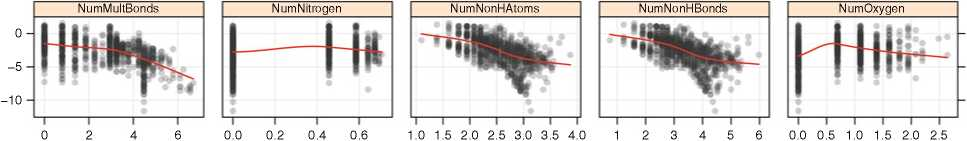 NumMultBonds NumNitrogen NumNonHAtoms NumNonHBonds NumOxygen
0
−5
−10
0 2 4 6 0.0 0.2 0.4 0.6 1.0 1.5 2.0 2.5 3.0 3.5 4.0 1 2 3 4 5 6 0.0 0.5 1.0 1.5 2.0 2.5